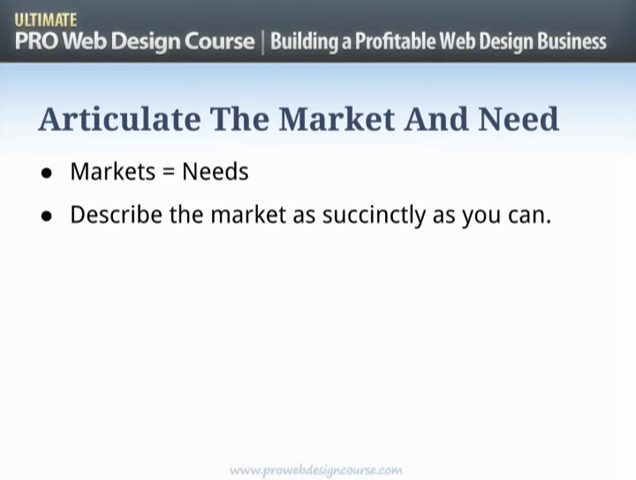 ULTIMATE
PRO Web Design Course | Building a Profitable Web Design Business
Articulate The Market And Need
● Markets = Needs
● Describe the market as succinctly as you can.
www.prowebdesigncourse.com